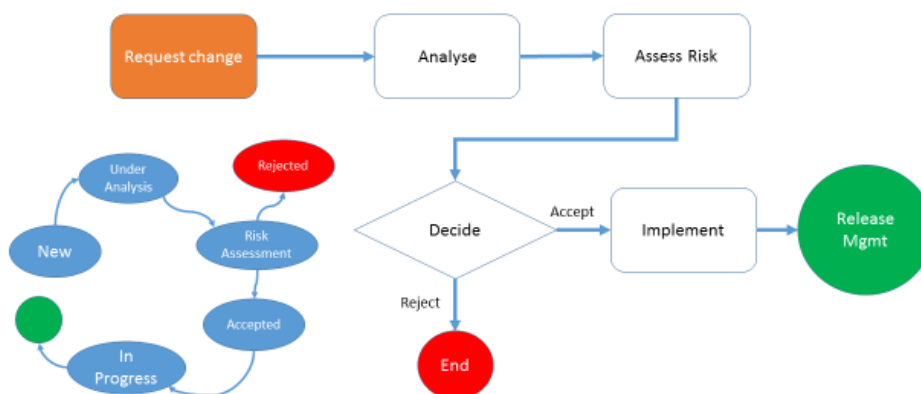 Request change
Analyse
Assess Risk
Under
Analysis
Rejected
New
Risk
Assessment
Accepted
In
Progress
Decide
Accept
Implement
Release
Mgmt
Reject
End